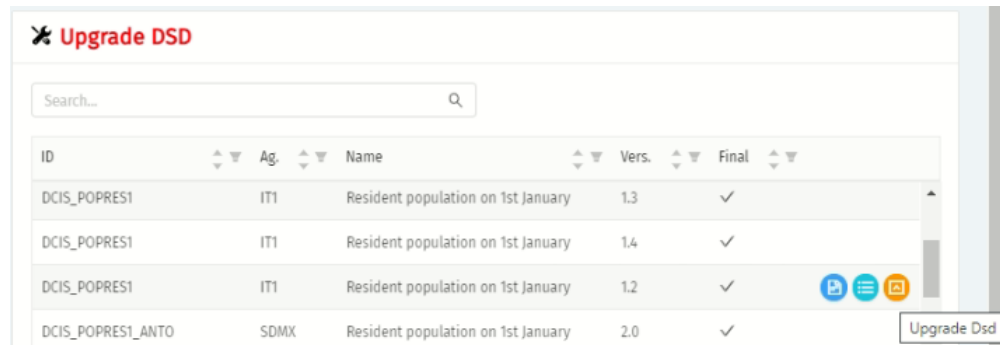 Upgrade DSD
Search...
ID Ag. Name Vers. Final
DCIS_POPRES1 IT1 Resident population on 1st January 1.3
DCIS_POPRES1 IT1 Resident population on 1st January 1.4
DCIS_POPRES1 IT1 Resident population on 1st January 1.2
DCIS_POPRES1_ANTO SDMX Resident population on 1st January 2.0
Upgrade Dsd